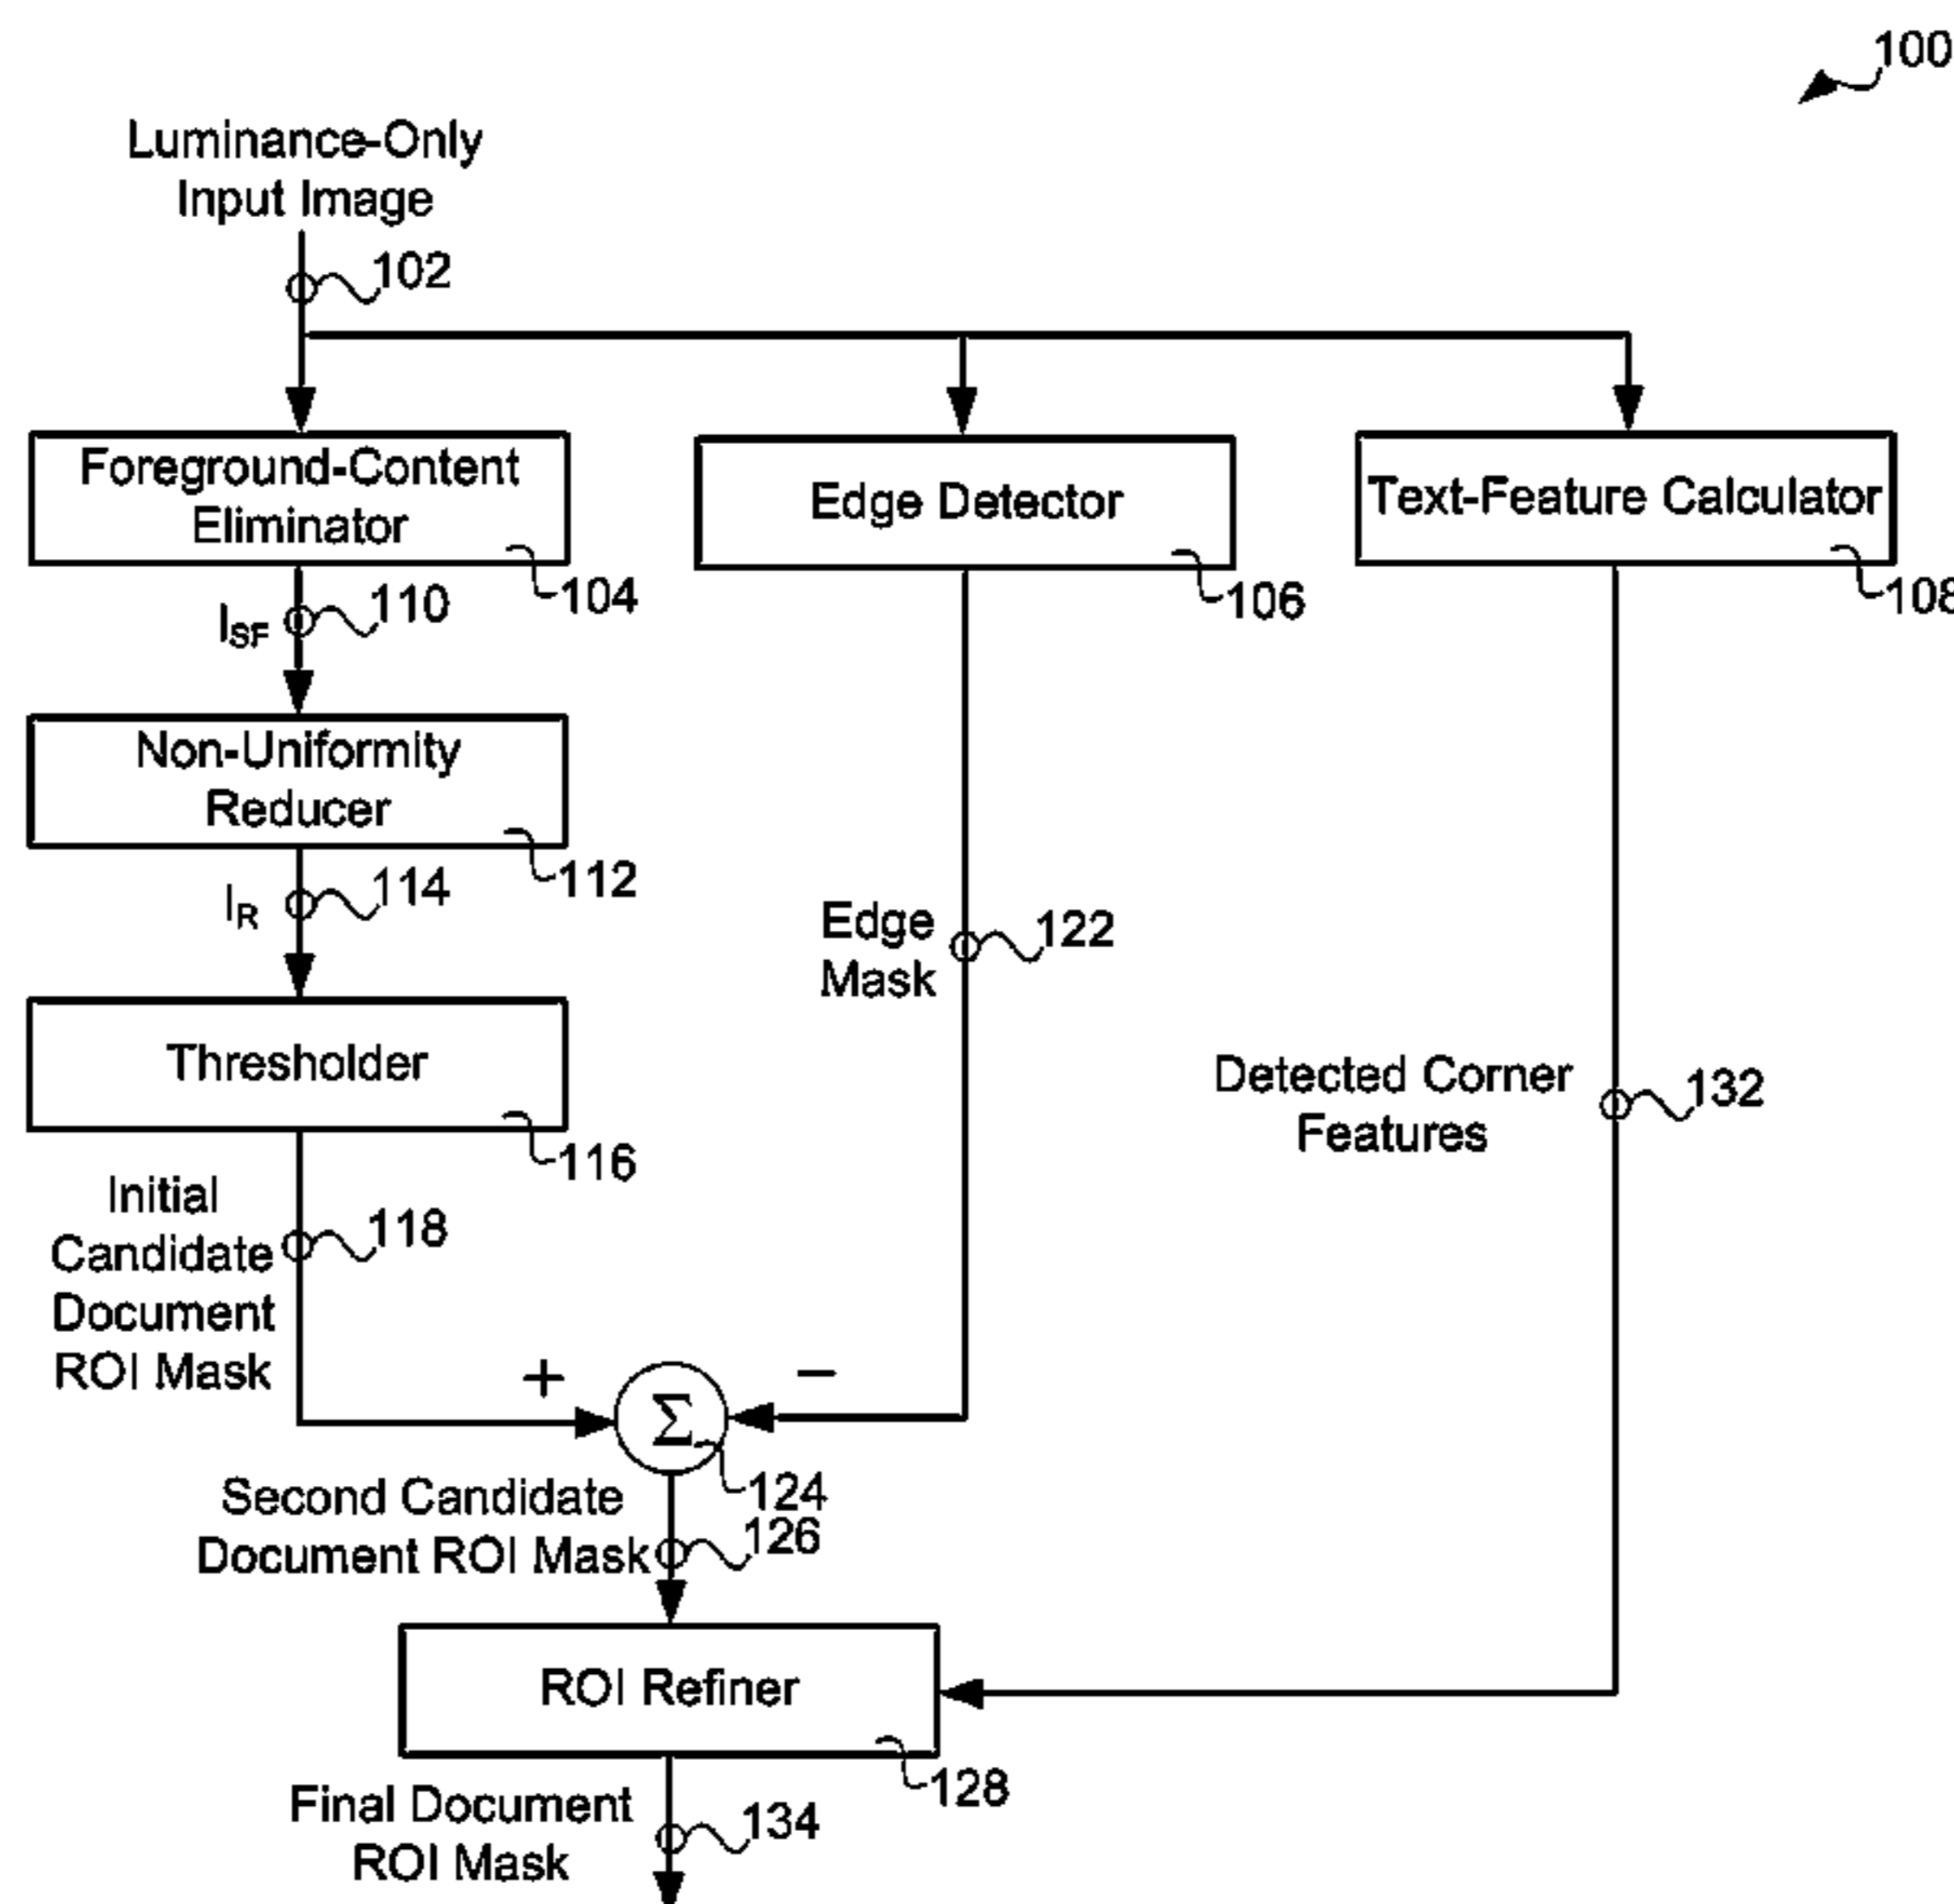 100
Luminance-Only
Input Image
102
Foreground-Content
Eliminator
104
Edge Detector
106
Text-Feature Calculator
108
I_SF
110
Non-Uniformity
Reducer
112
I_R
114
Thresholder
116
Edge
Mask
122
Detected Corner
Features
132
Initial
Candidate
Document
ROI Mask
118
+
−
Σ
124
Second Candidate
Document ROI Mask
126
ROI Refiner
128
Final Document
ROI Mask
134